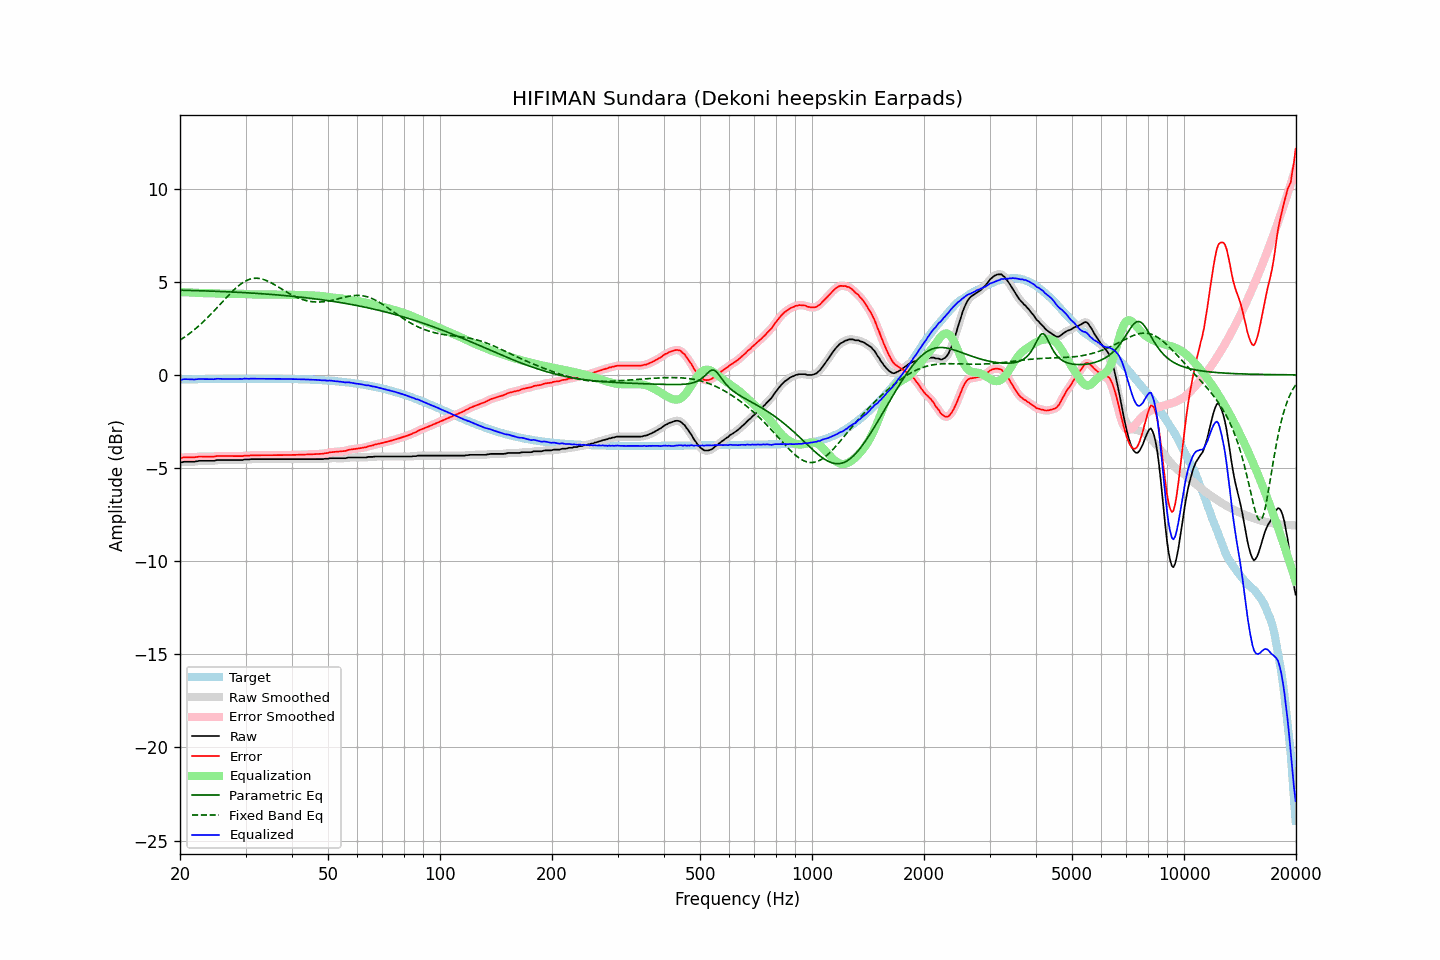 HIFIMAN Sundara (Dekoni heepskin Earpads)
Amplitude (dBr)
10
5
0
−5
−10
−15
−20
−25
Target
Raw Smoothed
Error Smoothed
Raw
Error
Equalization
Parametric Eq
Fixed Band Eq
Equalized
20
50
100
200
500
1000
2000
5000
10000
20000
Frequency (Hz)